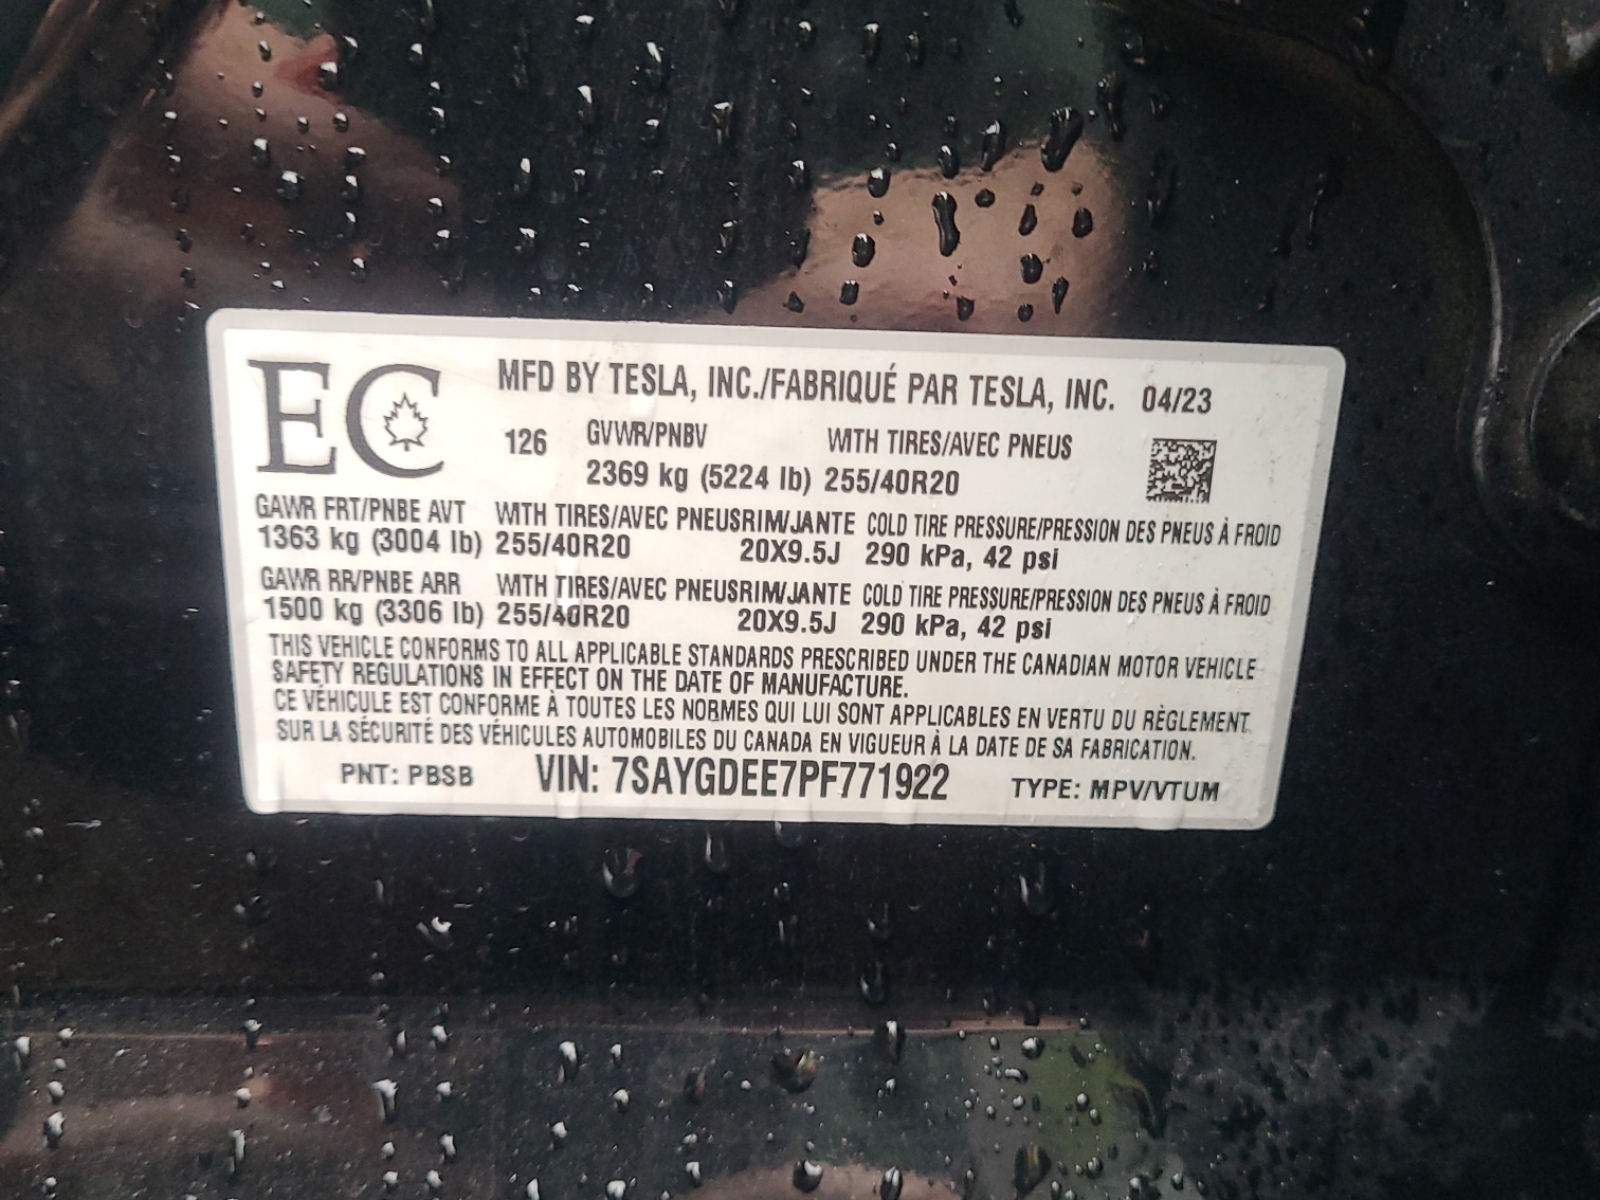 EC MFD BY TESLA, INC./FABRIQUÉ PAR TESLA, INC. 04/23
126 GVWR/PNBV WITH TIRES/AVEC PNEUS
2369 kg (5224 lb) 255/40R20
GAWR FRT/PNBE AVT WITH TIRES/AVEC PNEUS RIM/JANTE COLD TIRE PRESSURE/PRESSION DES PNEUS À FROID
1363 kg (3004 lb) 255/40R20 20X9.5J 290 kPa, 42 psi
GAWR RR/PNBE ARR WITH TIRES/AVEC PNEUS RIM/JANTE COLD TIRE PRESSURE/PRESSION DES PNEUS À FROID
1500 kg (3306 lb) 255/40R20 20X9.5J 290 kPa, 42 psi
THIS VEHICLE CONFORMS TO ALL APPLICABLE STANDARDS PRESCRIBED UNDER THE CANADIAN MOTOR VEHICLE
SAFETY REGULATIONS IN EFFECT ON THE DATE OF MANUFACTURE.
CE VÉHICULE EST CONFORME À TOUTES LES NORMES QUI LUI SONT APPLICABLES EN VERTU DU RÈGLEMENT
SUR LA SÉCURITÉ DES VÉHICULES AUTOMOBILES DU CANADA EN VIGUEUR À LA DATE DE SA FABRICATION.
PNT: PBSB VIN: 7SAYGDEE7PF771922 TYPE: MPV/VTUM